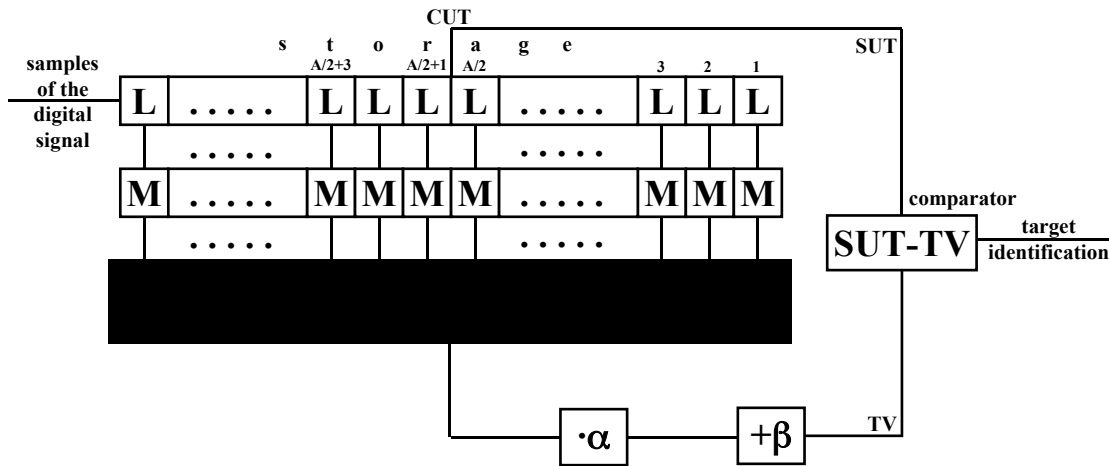 CUT
s t o r a g e
SUT
A/2+3 A/2+1 A/2 3 2 1
samples
of the
digital
signal
L ..... L L L L ..... L L L
..... .....
M ..... M M M M ..... M M M
..... .....
comparator
SUT-TV
target
identification
TV
·α
+β